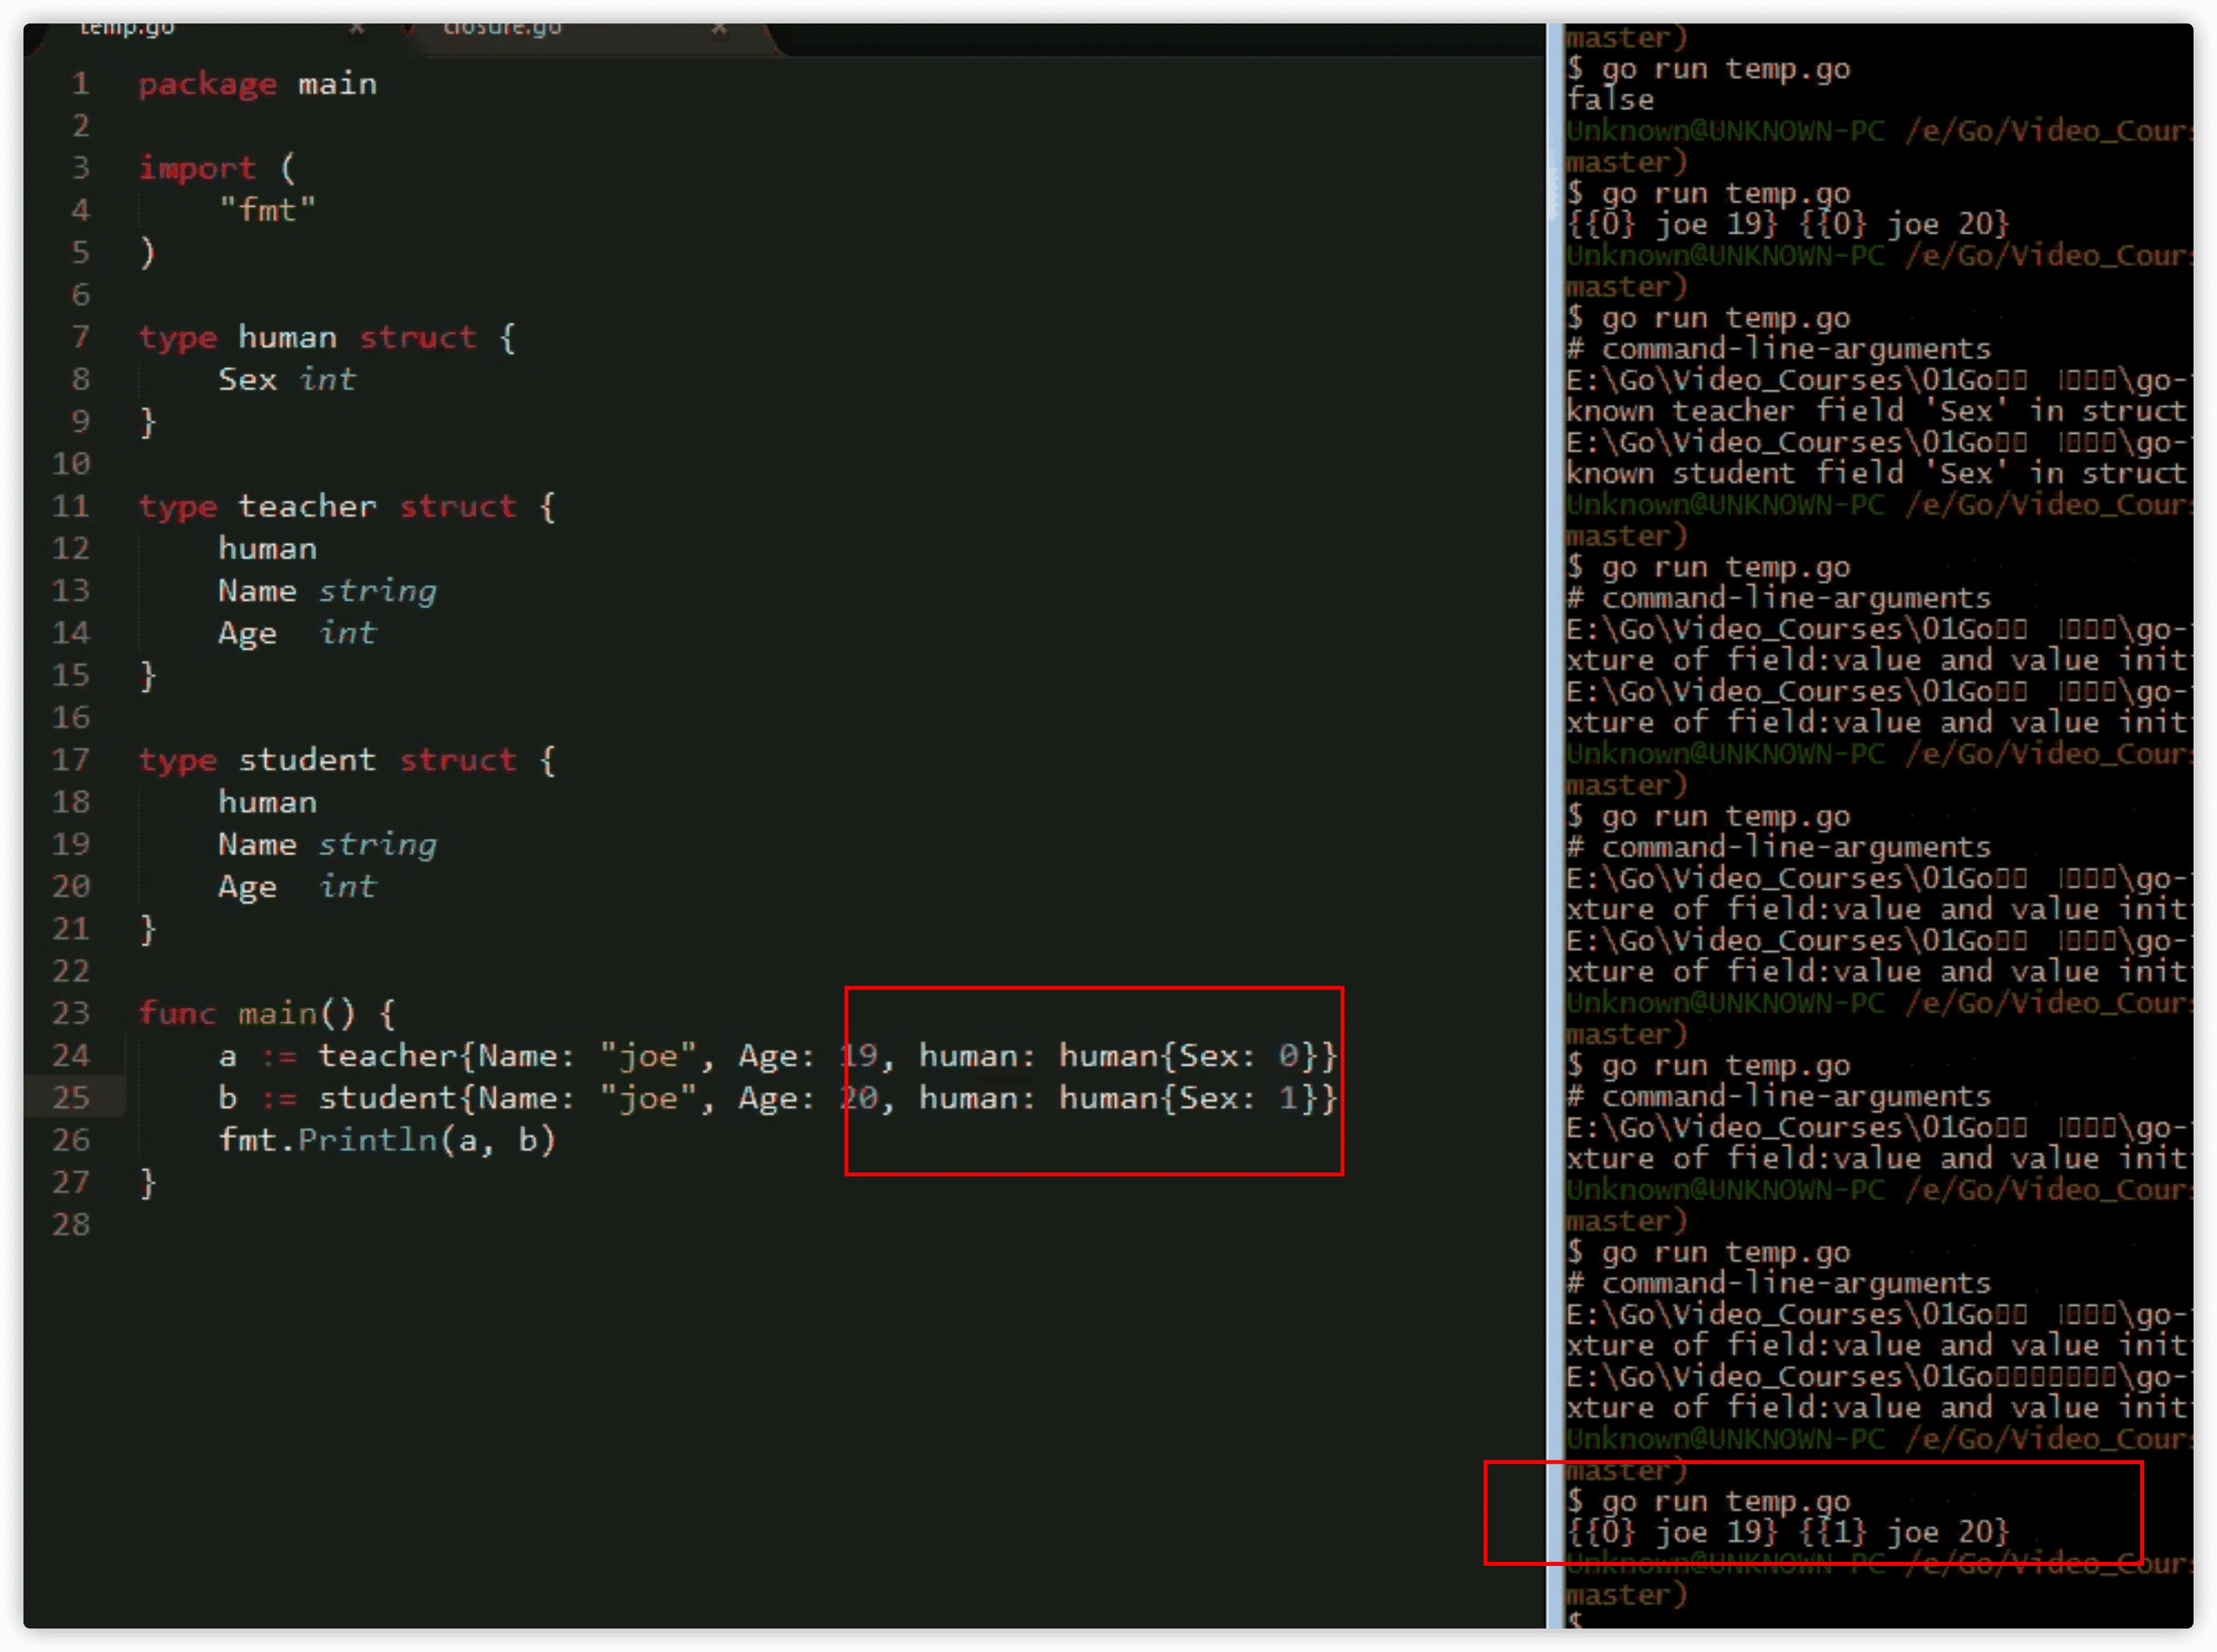 temp.go × closure.go ×
1 package main
2
3 import (
4 "fmt"
5 )
6
7 type human struct {
8 Sex int
9 }
10
11 type teacher struct {
12 human
13 Name string
14 Age int
15 }
16
17 type student struct {
18 human
19 Name string
20 Age int
21 }
22
23 func main() {
24 a := teacher{Name: "joe", Age: 19, human: human{Sex: 0}}
25 b := student{Name: "joe", Age: 20, human: human{Sex: 1}}
26 fmt.Println(a, b)
27 }
28
master)
$ go run temp.go
false
Unknown@UNKNOWN-PC /e/Go/Video_Cour
master)
$ go run temp.go
{{0} joe 19} {{0} joe 20}
Unknown@UNKNOWN-PC /e/Go/Video_Cour
master)
$ go run temp.go
# command-line-arguments
E:\Go\Video_Courses\01Go \go-
known teacher field 'Sex' in struct
E:\Go\Video_Courses\01Go \go-
known student field 'Sex' in struct
Unknown@UNKNOWN-PC /e/Go/Video_Cour
master)
$ go run temp.go
# command-line-arguments
E:\Go\Video_Courses\01Go \go-
xture of field:value and value init
E:\Go\Video_Courses\01Go \go-
xture of field:value and value init
Unknown@UNKNOWN-PC /e/Go/Video_Cour
master)
$ go run temp.go
# command-line-arguments
E:\Go\Video_Courses\01Go \go-
xture of field:value and value init
E:\Go\Video_Courses\01Go \go-
xture of field:value and value init
Unknown@UNKNOWN-PC /e/Go/Video_Cour
master)
$ go run temp.go
# command-line-arguments
E:\Go\Video_Courses\01Go \go-
xture of field:value and value init
Unknown@UNKNOWN-PC /e/Go/Video_Cour
master)
$ go run temp.go
# command-line-arguments
E:\Go\Video_Courses\01Go \go-
xture of field:value and value init
E:\Go\Video_Courses\01Go \go-
xture of field:value and value init
Unknown@UNKNOWN-PC /e/Go/Video_Cour
master)
$ go run temp.go
{{0} joe 19} {{1} joe 20}
Unknown@UNKNOWN-PC /e/Go/Video_Cour
master)
$